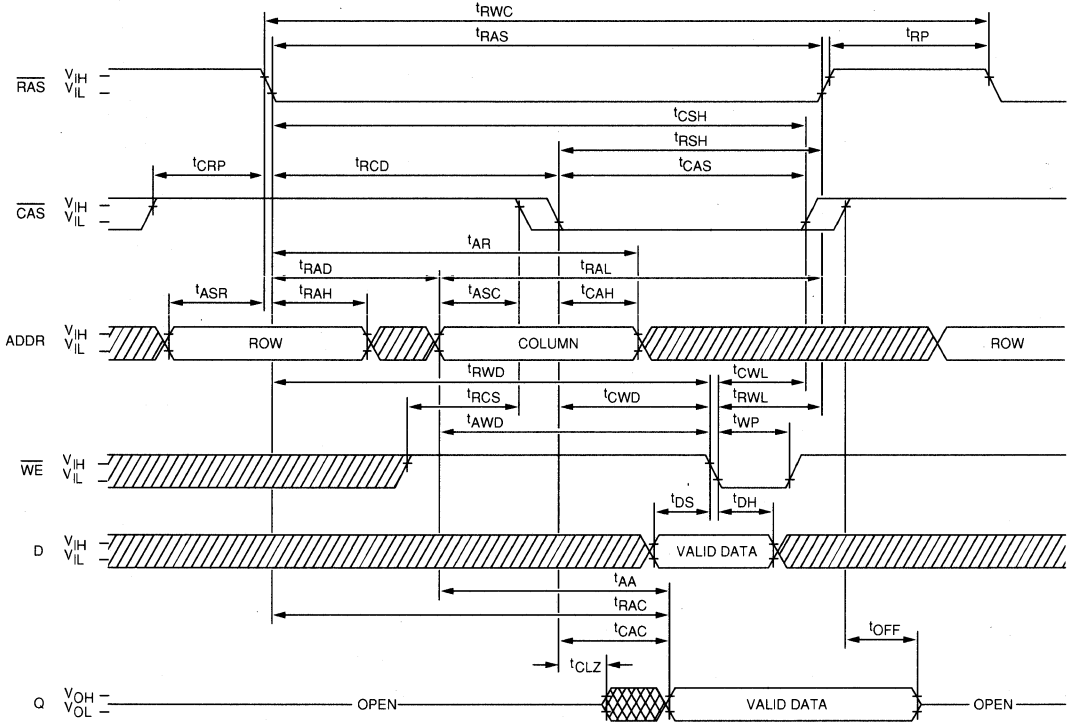 tRWC
tRAS
tRP
RAS VIH
VIL
tCSH
tRSH
tCRP
tRCD
tCAS
CAS VIH
VIL
tAR
tRAD
tRAL
tASR
tRAH
tASC
tCAH
ADDR VIH
VIL
ROW
COLUMN
ROW
tRWD
tCWL
tRCS
tCWD
tRWL
tAWD
tWP
WE VIH
VIL
tDS
tDH
D VIH
VIL
VALID DATA
tAA
tRAC
tCAC
tOFF
tCLZ
Q VOH
VOL
OPEN
VALID DATA
OPEN